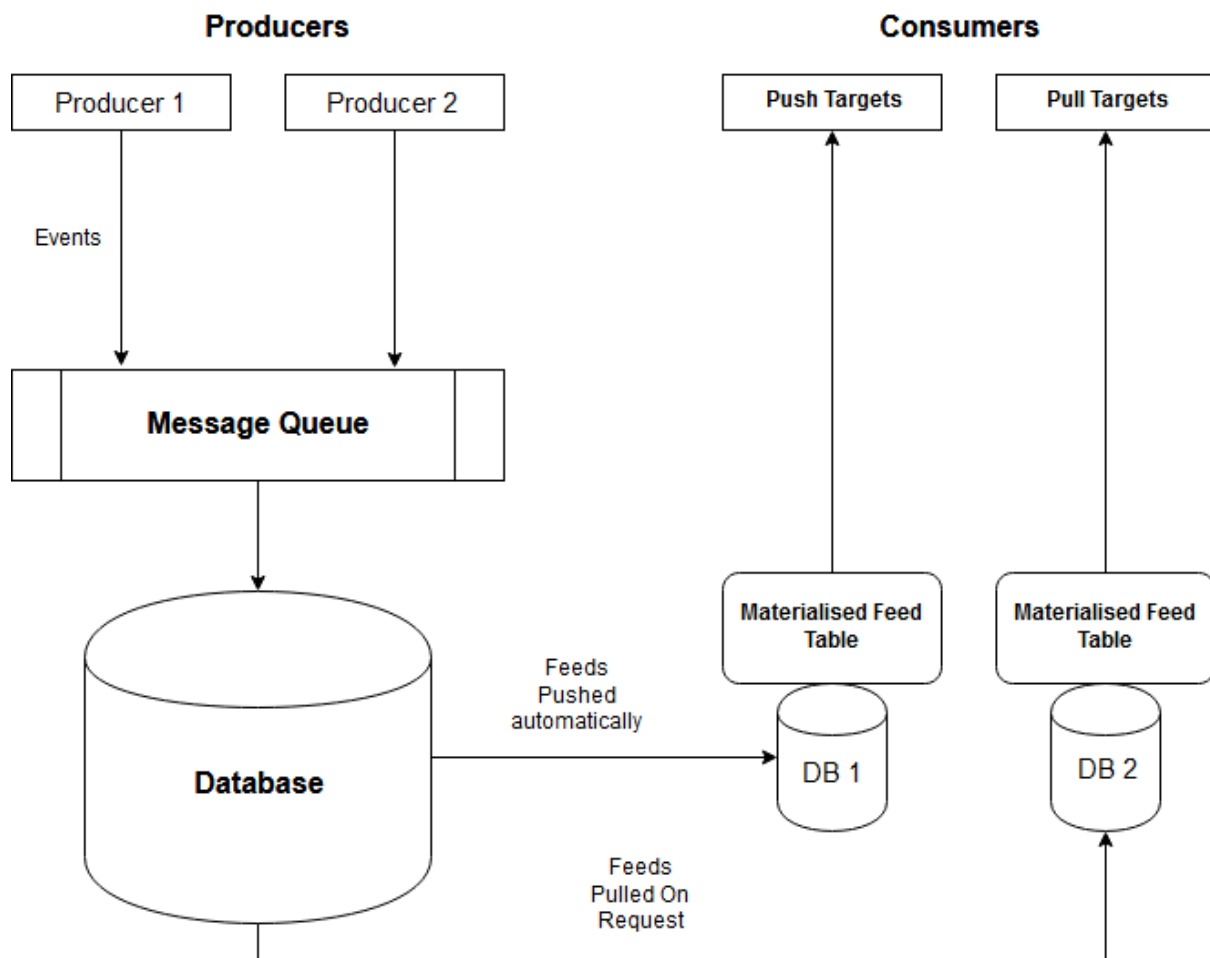 Producers
Consumers
Producer 1
Producer 2
Push Targets
Pull Targets
Events
Message Queue
Materialised Feed
Table
Materialised Feed
Table
Feeds
Pushed
automatically
Database
DB 1
DB 2
Feeds
Pulled On
Request